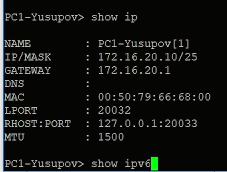 PC1-Yusupov> show ip
NAME : PC1-Yusupov[1]
IP/MASK : 172.16.20.10/25
GATEWAY : 172.16.20.1
DNS :
MAC : 00:50:79:66:68:00
LPORT : 20032
RHOST:PORT : 127.0.0.1:20033
MTU : 1500
PC1-Yusupov> show ipv6